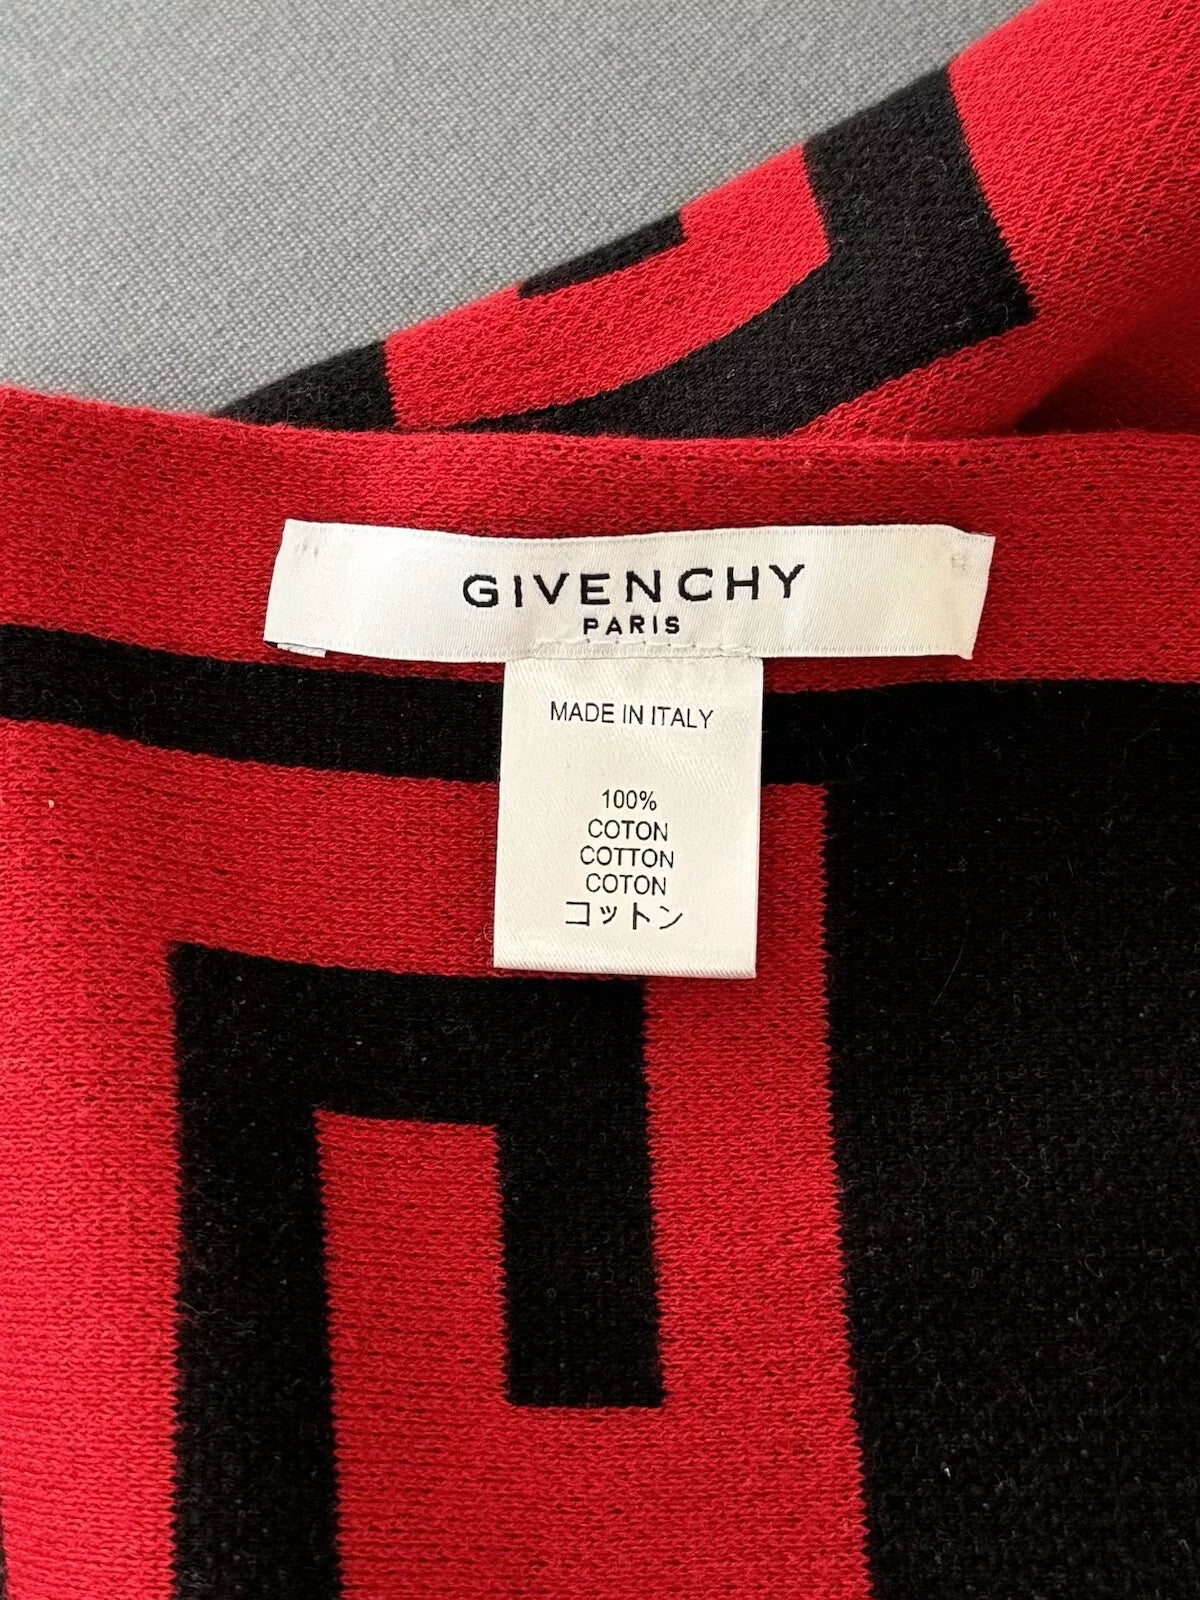 GIVENCHY
PARIS
MADE IN ITALY
100%
COTON
COTTON
COTON
コットン